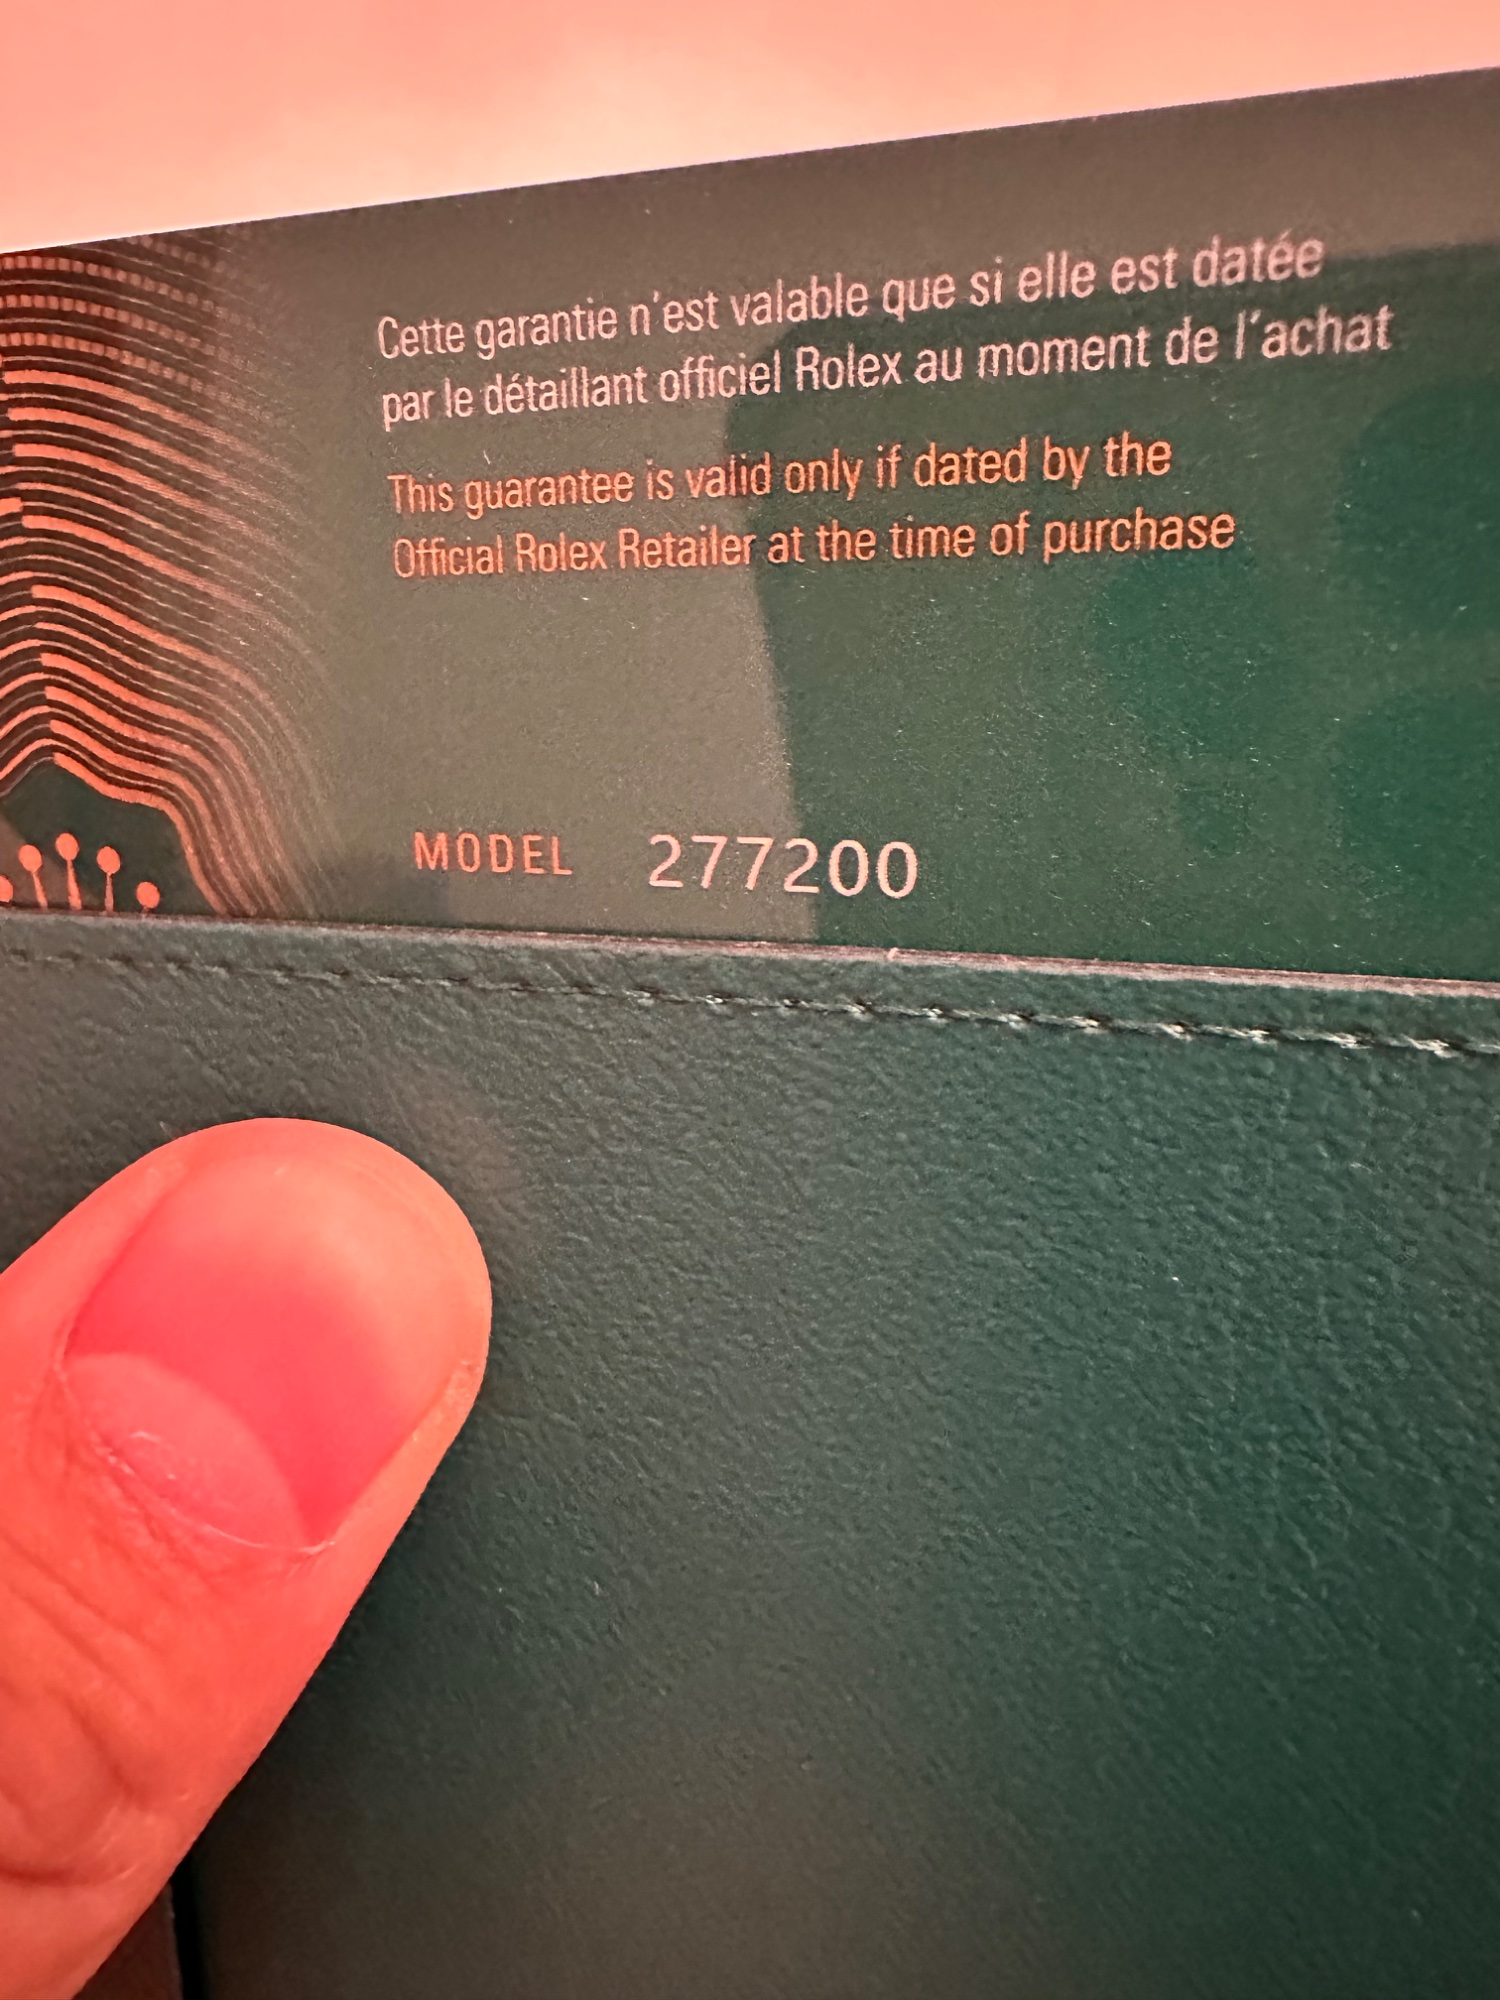 Cette garantie n'est valable que si elle est datée
par le détaillant officiel Rolex au moment de l'achat
This guarantee is valid only if dated by the
Official Rolex Retailer at the time of purchase
MODEL 277200